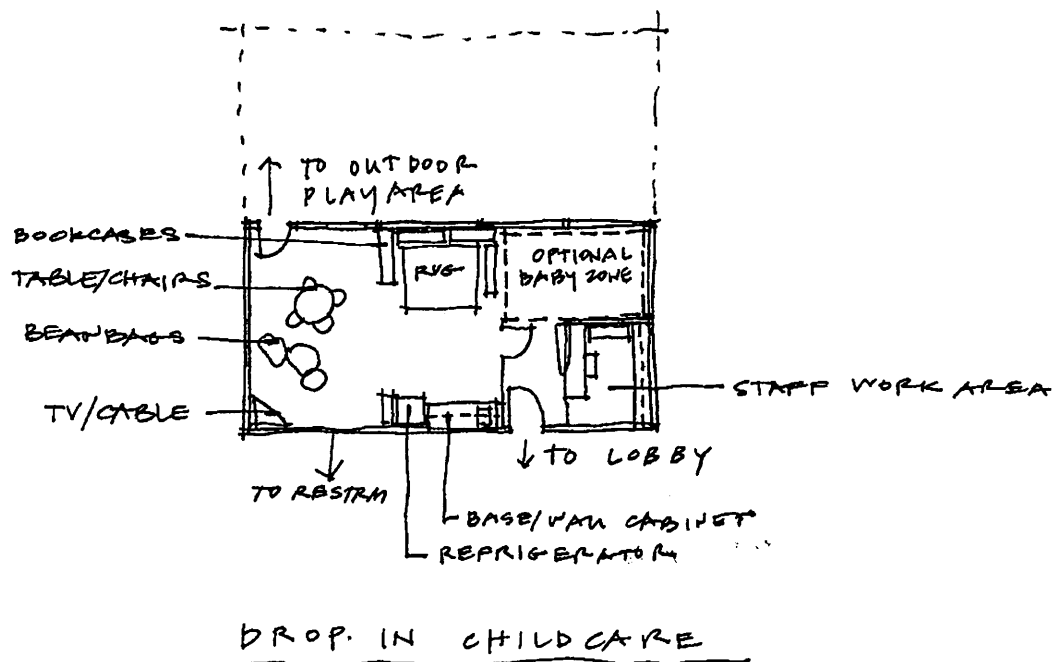 TO OUTDOOR
PLAY AREA
BOOKCASES
TABLE/CHAIRS
RUG
OPTIONAL
BABY ZONE
BEANBAGS
STAFF WORK AREA
TV/CABLE
TO LOBBY
TO RESTRM
BASE/WALL CABINET
REFRIGERATOR
DROP. IN CHILDCARE